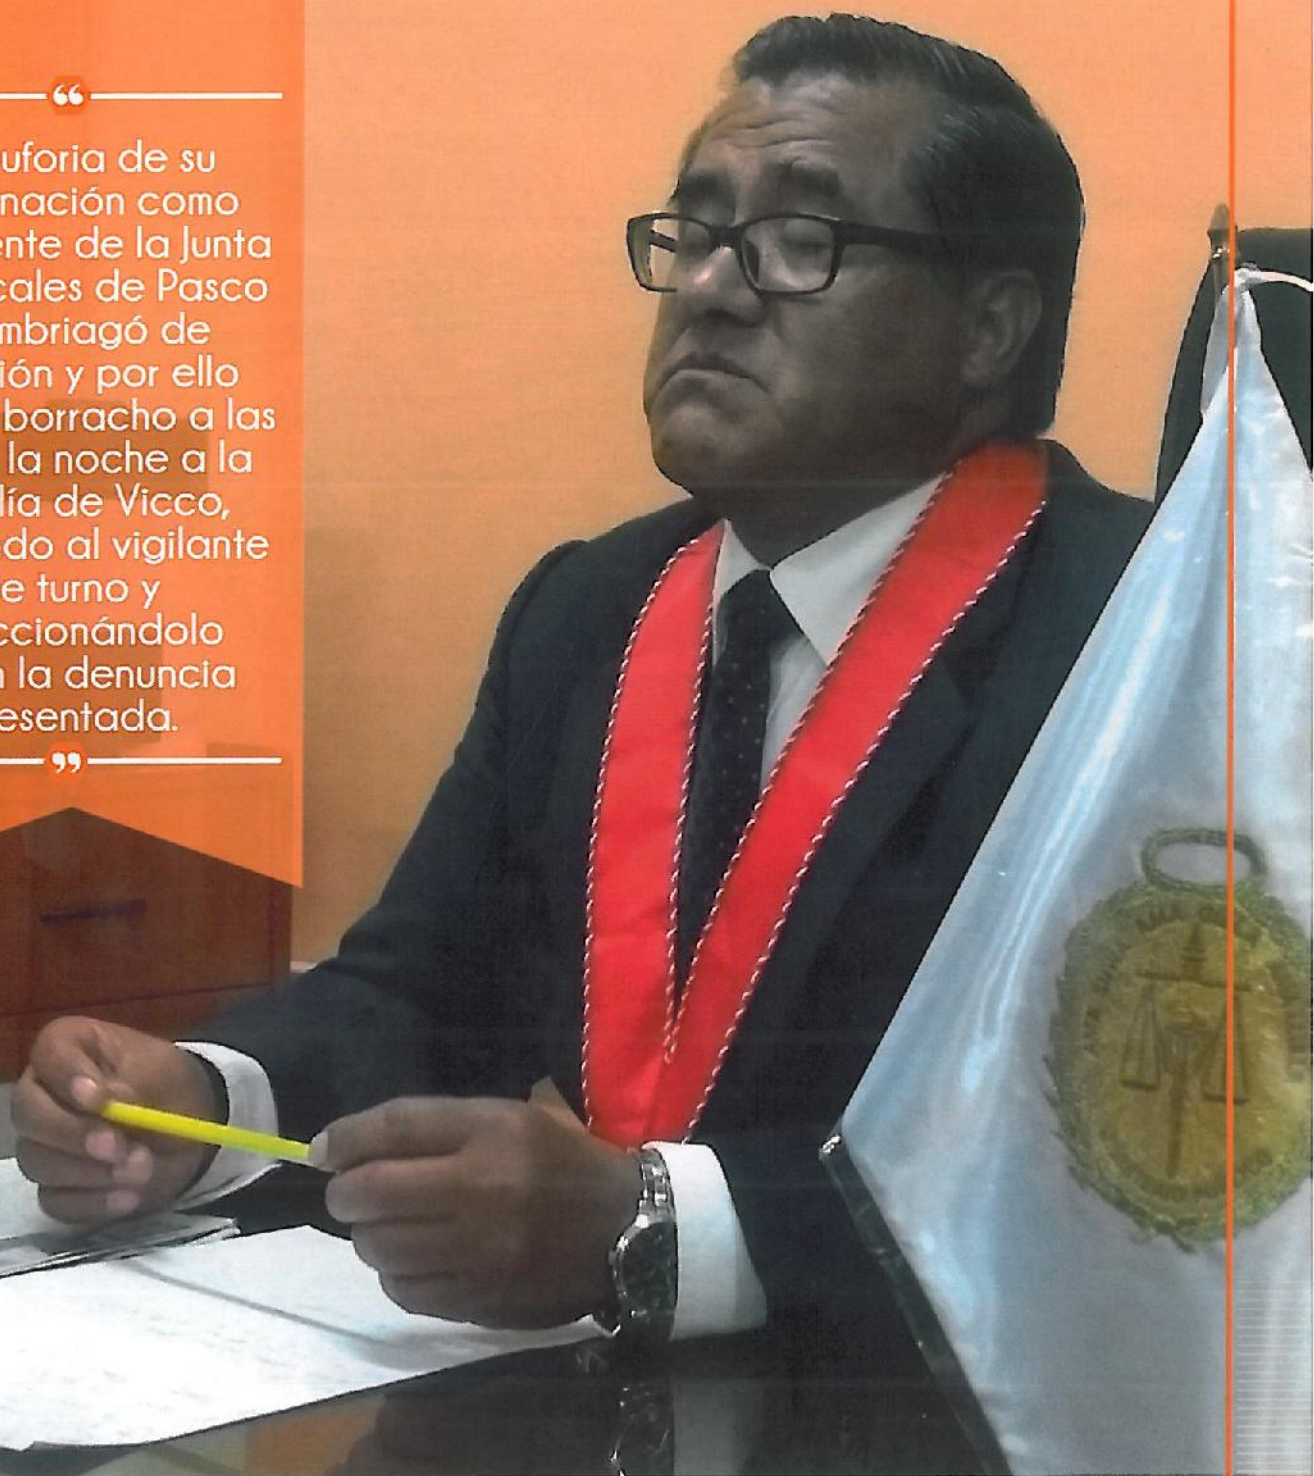 uforia de su
nación como
ente de la Junta
cales de Pasco
mbriagó de
ión y por ello
borracho a las
la noche a la
lía de Vicco,
do al vigilante
e turno y
ccionándolo
n la denuncia
esentada.